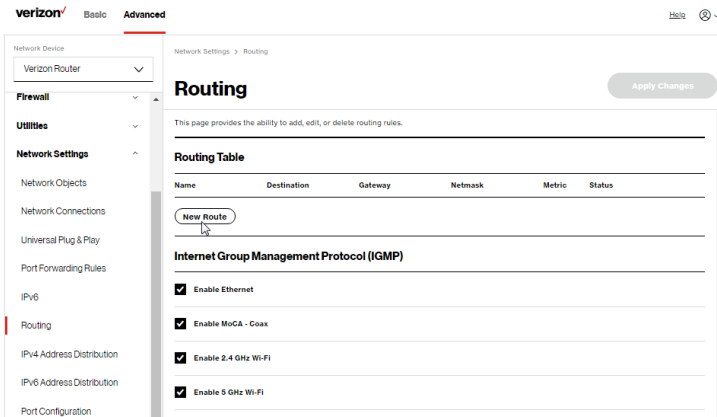 verizon Basic Advanced Help
Network Device
Verizon Router
Firewall
Utilities
Network Settings
Network Objects
Network Connections
Universal Plug & Play
Port Forwarding Rules
IPv6
Routing
IPv4 Address Distribution
IPv6 Address Distribution
Port Configuration
Network Settings > Routing
Routing
Apply Changes
This page provides the ability to add, edit, or delete routing rules.
Routing Table
Name Destination Gateway Netmask Metric Status
New Route
Internet Group Management Protocol (IGMP)
Enable Ethernet
Enable MoCA - Coax
Enable 2.4 GHz Wi-Fi
Enable 5 GHz Wi-Fi